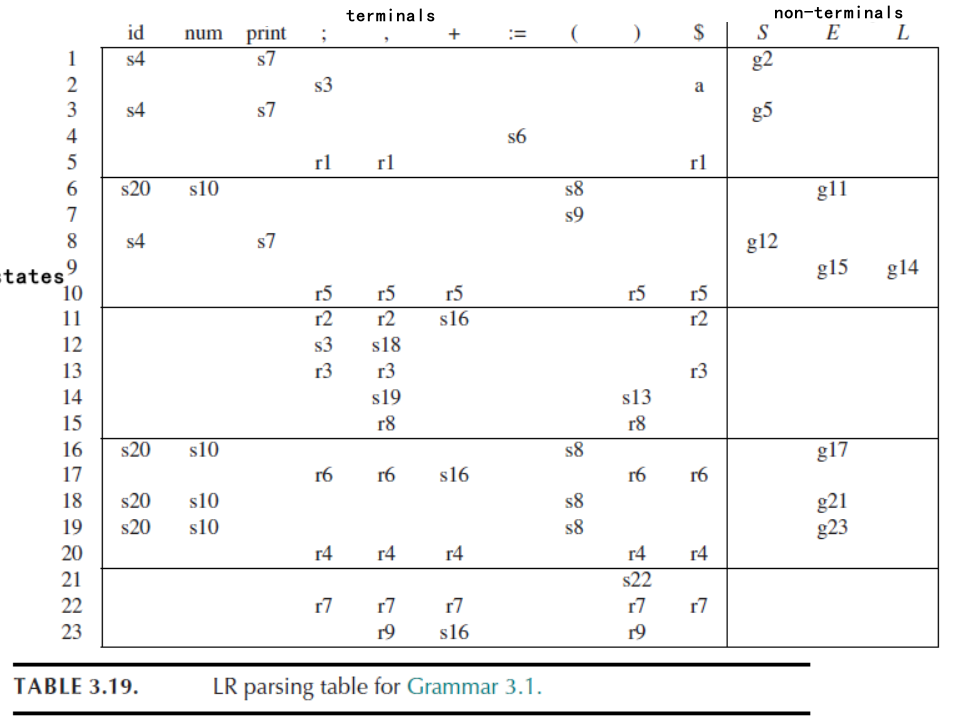 terminals non-terminals
id num print ; , + := ( ) $ S E L
1 s4 s7 g2
2 s3 a
3 s4 s7 g5
4 s6
5 r1 r1 r1
6 s20 s10 s8 g11
7 s9
8 s4 s7 g12
states 9 g15 g14
10 r5 r5 r5 r5 r5
11 r2 r2 s16 r2
12 s3 s18
13 r3 r3 r3
14 s19 s13
15 r8 r8
16 s20 s10 s8 g17
17 r6 r6 s16 r6 r6
18 s20 s10 s8 g21
19 s20 s10 s8 g23
20 r4 r4 r4 r4 r4
21 s22
22 r7 r7 r7 r7 r7
23 r9 s16 r9
TABLE 3.19. LR parsing table for Grammar 3.1.